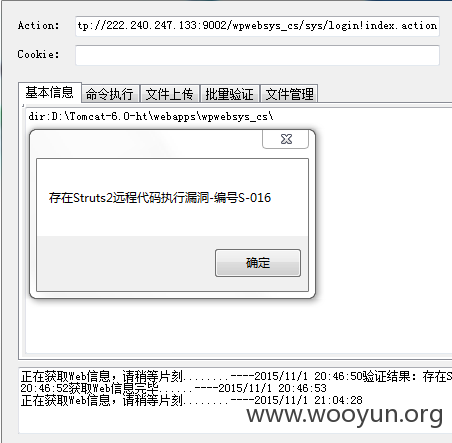 Action: tp://222.240.247.133:9002/wpwebsys_cs/sys/login!index.action
Cookie:
基本信息 命令执行 文件上传 批量验证 文件管理
dir:D:\Tomcat-6.0-ht\webapps\wpwebsys_cs\
存在Struts2远程代码执行漏洞-编号S-016
确定
正在获取Web信息，请稍等片刻........----2015/11/1 20:46:50验证结果：存在S
20:46:52获取Web信息完毕......----2015/11/1 20:46:53
正在获取Web信息，请稍等片刻........----2015/11/1 21:04:28
www.wooyun.org